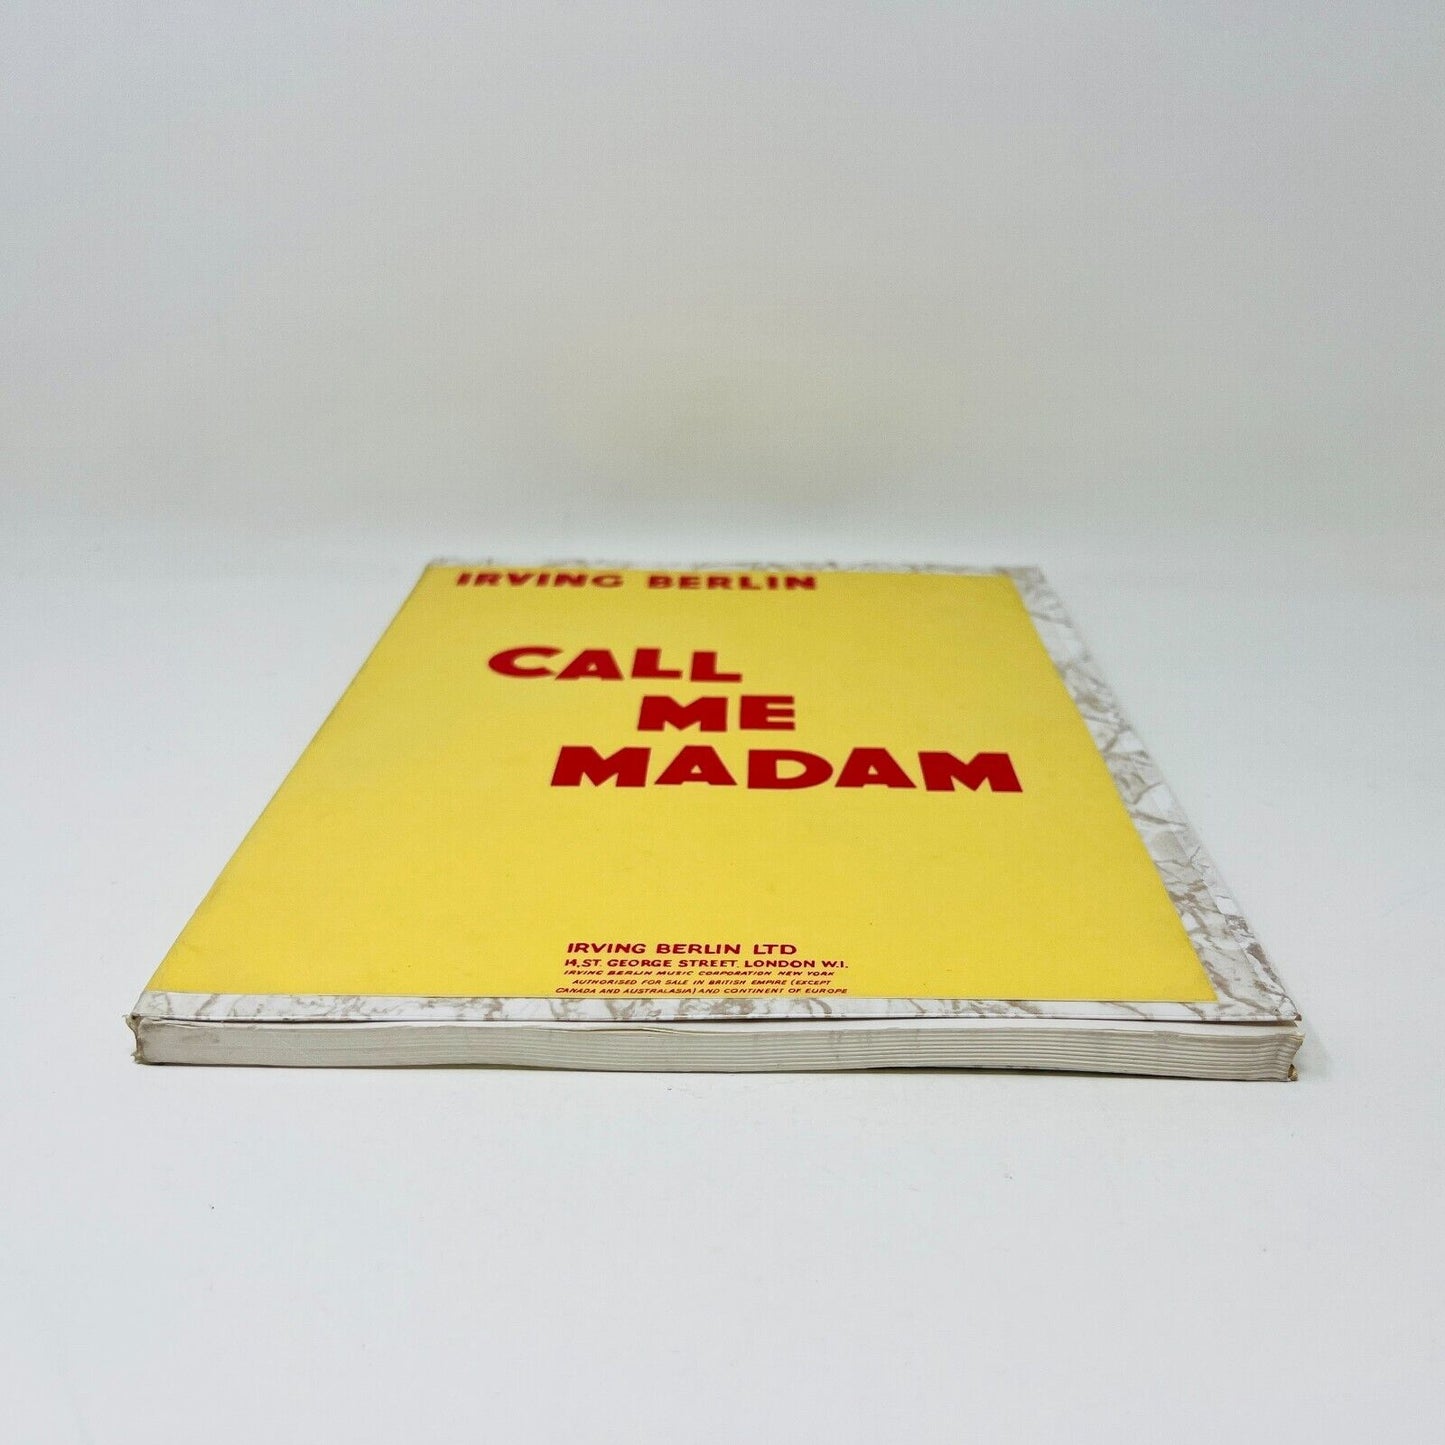 IRVING BERLIN
CALL
ME
MADAM
IRVING BERLIN LTD
14, ST. GEORGE STREET, LONDON W.1.
IRVING BERLIN MUSIC CORPORATION NEW YORK
AUTHORISED FOR SALE IN BRITISH EMPIRE (EXCEPT
CANADA AND AUSTRALASIA) AND CONTINENT OF EUROPE